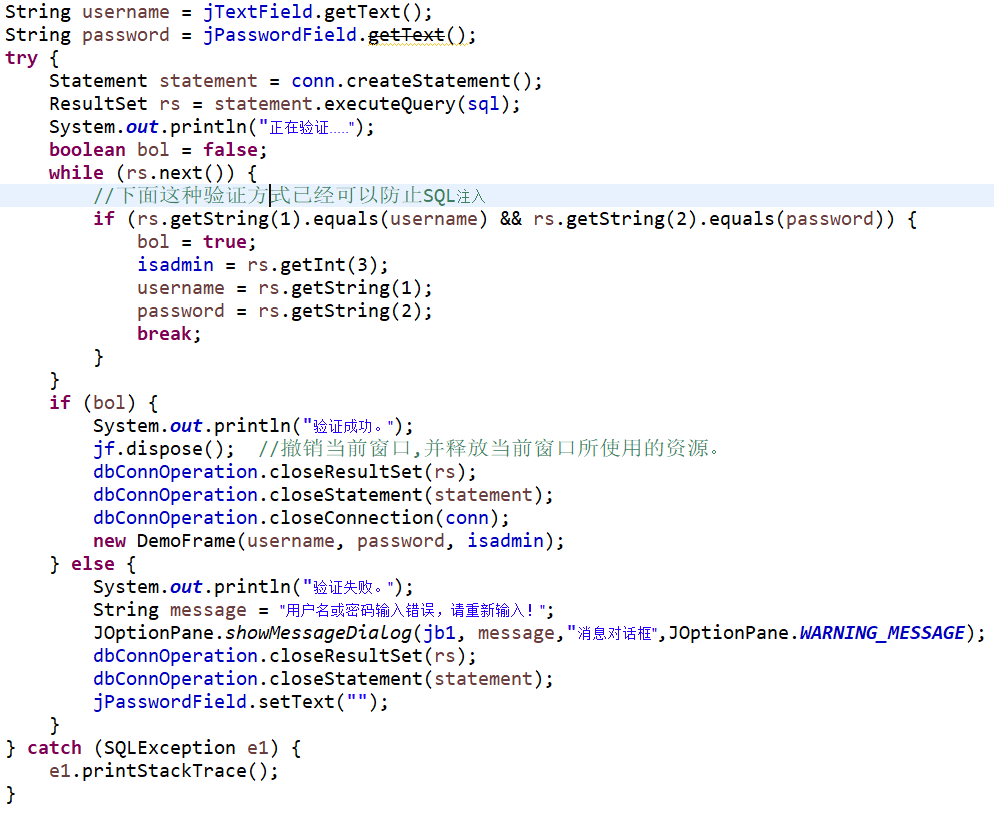 String username = jTextField.getText();
String password = jPasswordField.getText();
try {
    Statement statement = conn.createStatement();
    ResultSet rs = statement.executeQuery(sql);
    System.out.println("正在验证.....");
    boolean bol = false;
    while (rs.next()) {
        //下面这种验证方式已经可以防止SQL注入
        if (rs.getString(1).equals(username) && rs.getString(2).equals(password)) {
            bol = true;
            isadmin = rs.getInt(3);
            username = rs.getString(1);
            password = rs.getString(2);
            break;
        }
    }
    if (bol) {
        System.out.println("验证成功。");
        jf.dispose();  //撤销当前窗口,并释放当前窗口所使用的资源。
        dbConnOperation.closeResultSet(rs);
        dbConnOperation.closeStatement(statement);
        dbConnOperation.closeConnection(conn);
        new DemoFrame(username, password, isadmin);
    } else {
        System.out.println("验证失败。");
        String message = "用户名或密码输入错误，请重新输入！";
        JOptionPane.showMessageDialog(jb1, message,"消息对话框",JOptionPane.WARNING_MESSAGE);
        dbConnOperation.closeResultSet(rs);
        dbConnOperation.closeStatement(statement);
        jPasswordField.setText("");
    }
} catch (SQLException e1) {
    e1.printStackTrace();
}